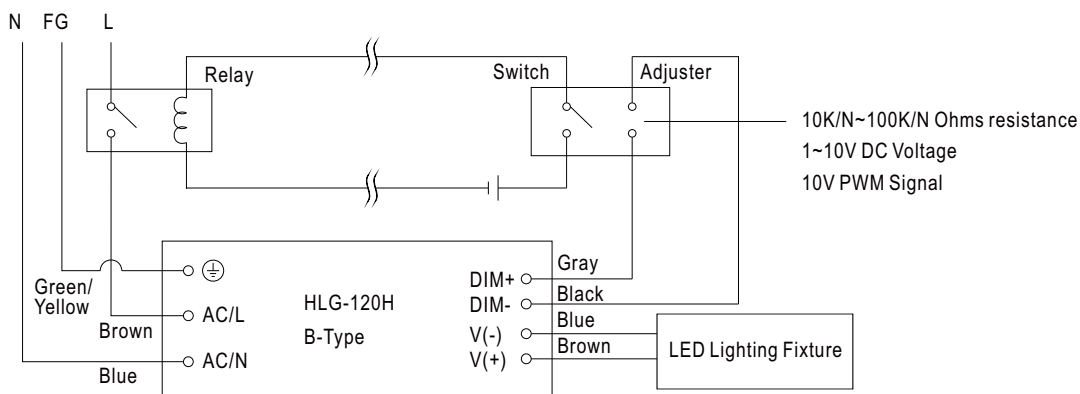 N FG L
Relay
Switch
Adjuster
10K/N~100K/N Ohms resistance
1~10V DC Voltage
10V PWM Signal
Green/
Yellow
Brown
Blue
AC/L
AC/N
HLG-120H
B-Type
DIM+
DIM-
V(-)
V(+)
Gray
Black
Blue
Brown
LED Lighting Fixture